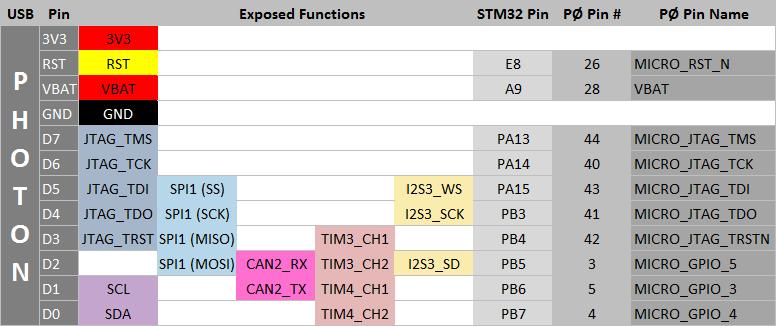 USB Pin Exposed Functions STM32 Pin PØ Pin # PØ Pin Name
PHOTON
3V3 3V3
RST RST E8 26 MICRO_RST_N
VBAT VBAT A9 28 VBAT
GND GND
D7 JTAG_TMS PA13 44 MICRO_JTAG_TMS
D6 JTAG_TCK PA14 40 MICRO_JTAG_TCK
D5 JTAG_TDI SPI1 (SS) I2S3_WS PA15 43 MICRO_JTAG_TDI
D4 JTAG_TDO SPI1 (SCK) I2S3_SCK PB3 41 MICRO_JTAG_TDO
D3 JTAG_TRST SPI1 (MISO) TIM3_CH1 PB4 42 MICRO_JTAG_TRSTN
D2 SPI1 (MOSI) CAN2_RX TIM3_CH2 I2S3_SD PB5 3 MICRO_GPIO_5
D1 SCL CAN2_TX TIM4_CH1 PB6 5 MICRO_GPIO_3
D0 SDA TIM4_CH2 PB7 4 MICRO_GPIO_4